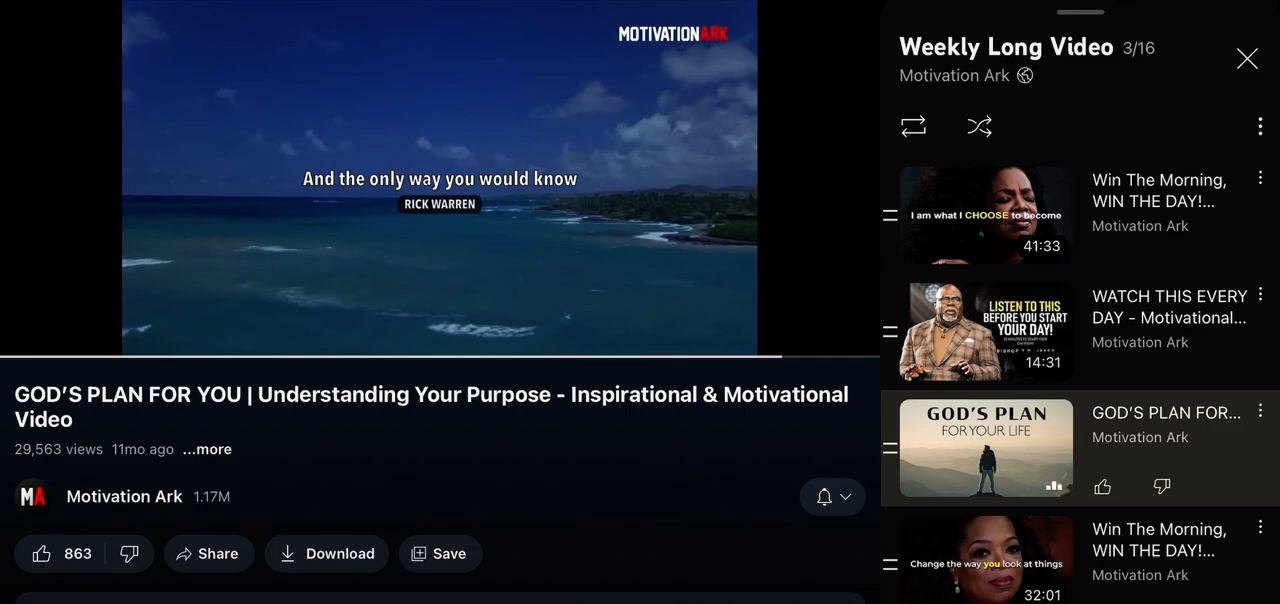 MOTIVATIONARK
And the only way you would know
RICK WARREN
GOD'S PLAN FOR YOU | Understanding Your Purpose - Inspirational & Motivational
Video
29,563 views 11mo ago ...more
MA Motivation Ark 1.17M
863 Share Download Save
Weekly Long Video 3/16
Motivation Ark
I am what I CHOOSE to become
41:33
Win The Morning,
WIN THE DAY!...
Motivation Ark
LISTEN TO THIS
BEFORE YOU START
YOUR DAY!
14:31
WATCH THIS EVERY
DAY - Motivational...
Motivation Ark
GOD'S PLAN
FOR YOUR LIFE
GOD'S PLAN FOR...
Motivation Ark
Change the way you look at things
32:01
Win The Morning,
WIN THE DAY!...
Motivation Ark